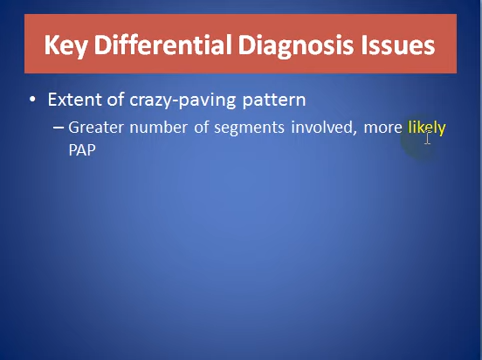 Key Differential Diagnosis Issues
• Extent of crazy-paving pattern
– Greater number of segments involved, more likely
PAP